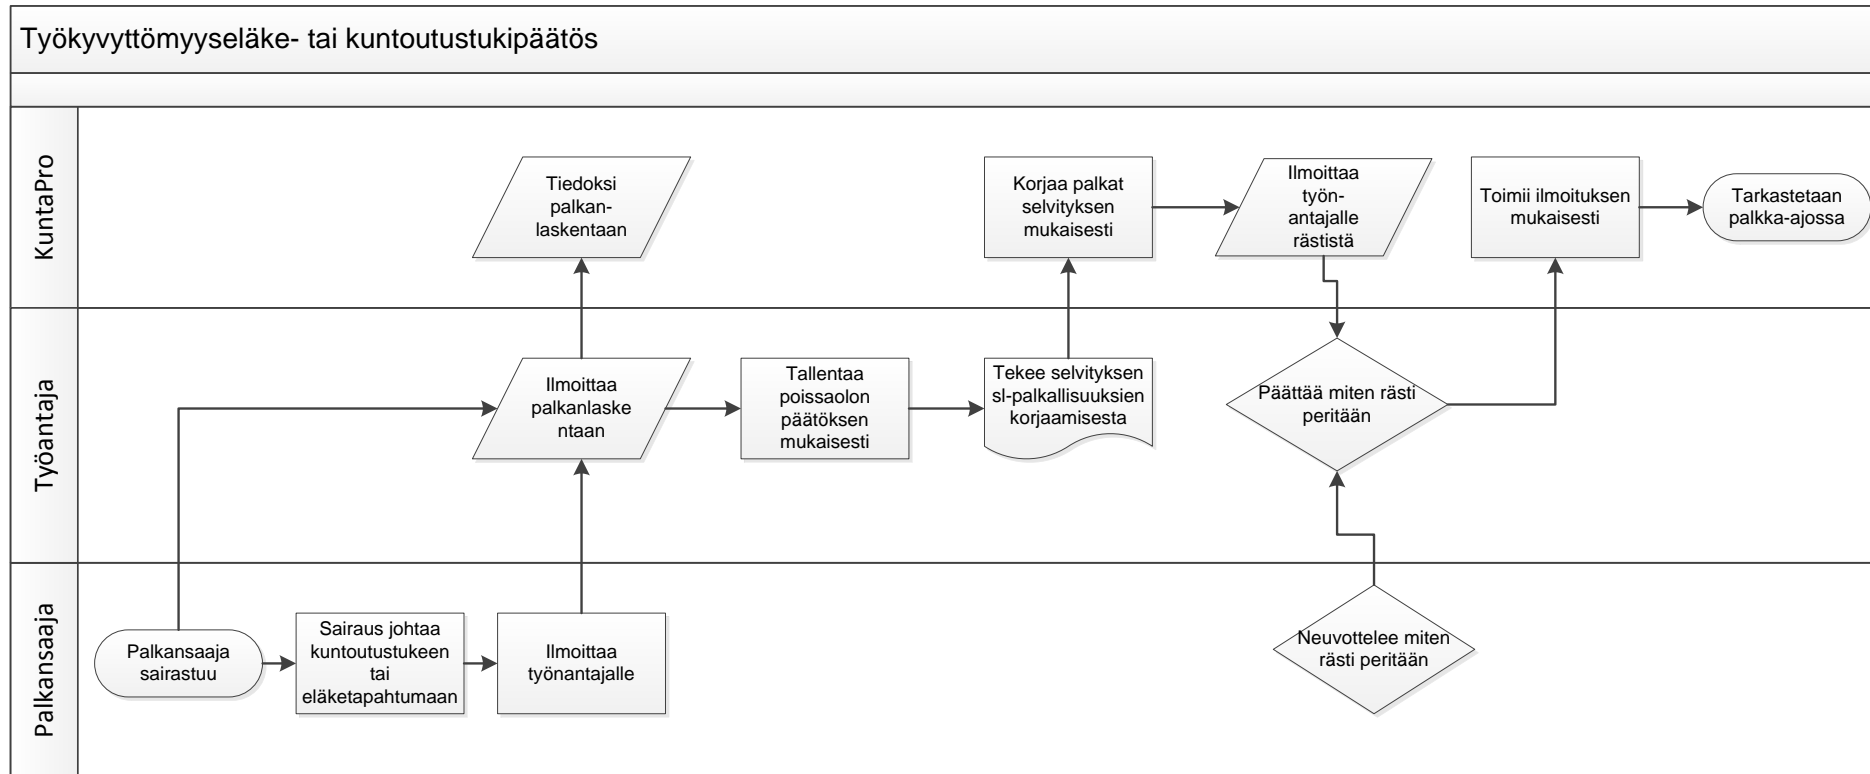 Työkyvyttömyyseläke- tai kuntoutustukipäätös
KuntaPro
Tiedoksi
palkan-
laskentaan
Korjaa palkat
selvityksen
mukaisesti
Ilmoittaa
työn-
antajalle
rästistä
Toimii ilmoituksen
mukaisesti
Tarkastetaan
palkka-ajossa
Työantaja
Ilmoittaa
palkanlaske
ntaan
Tallentaa
poissaolon
päätöksen
mukaisesti
Tekee selvityksen
sl-palkallisuuksien
korjaamisesta
Päättää miten rästi
peritään
Palkansaaja
Palkansaaja
sairastuu
Sairaus johtaa
kuntoutustukeen
tai
eläketapahtumaan
Ilmoittaa
työnantajalle
Neuvottelee miten
rästi peritään